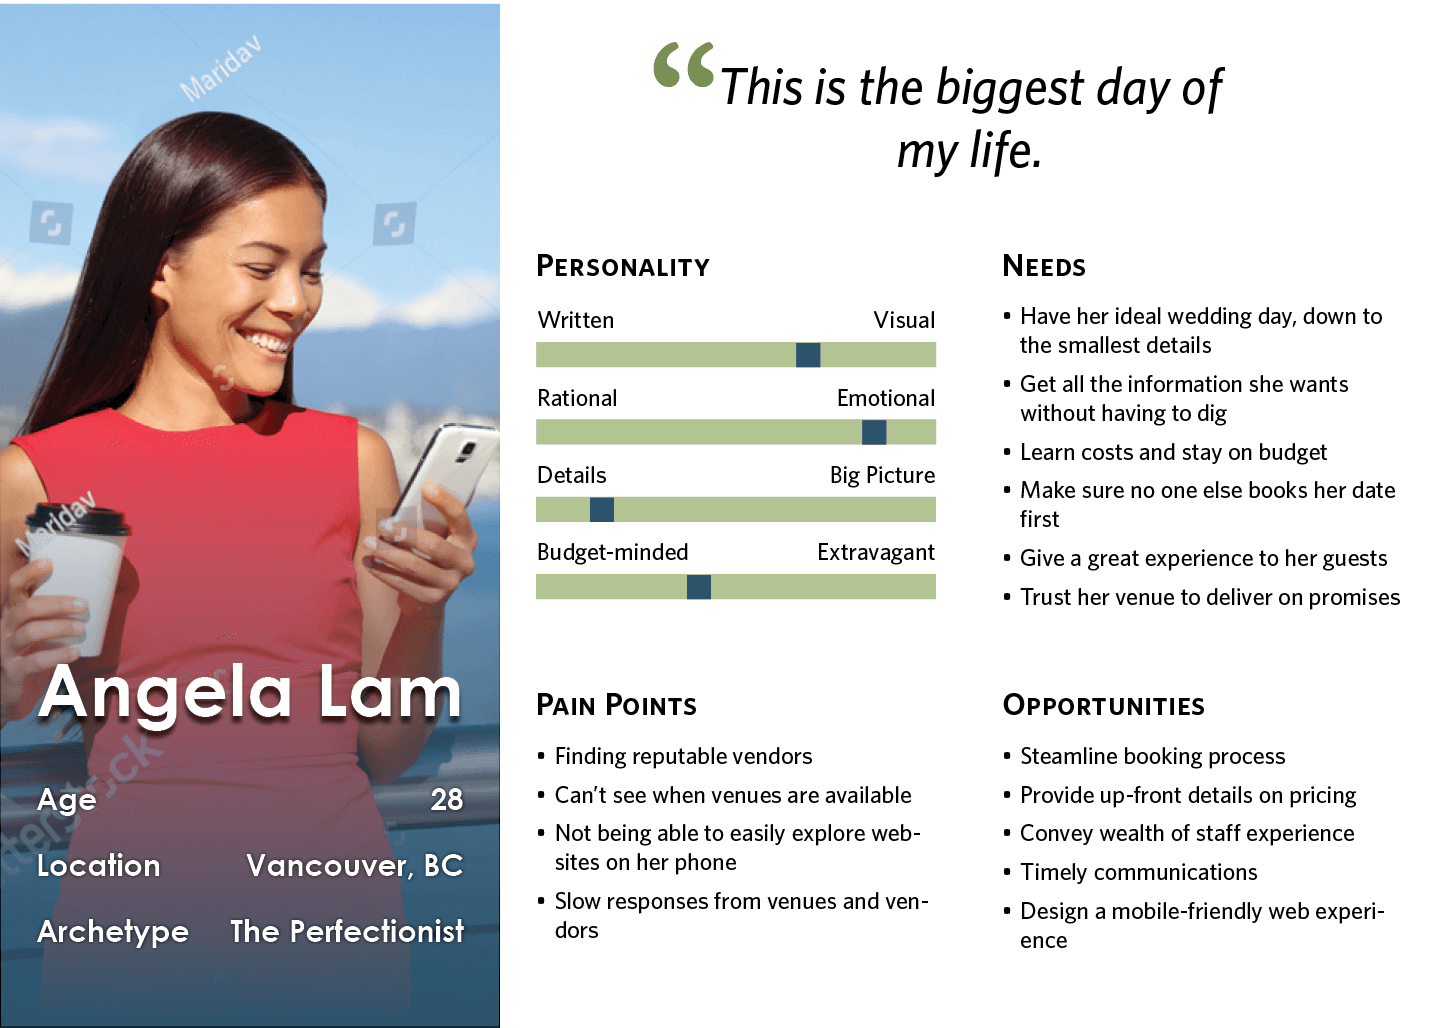 Maridav
Maridav
Angela Lam
Age 28
Location Vancouver, BC
Archetype The Perfectionist
“This is the biggest day of
my life.
PERSONALITY
Written Visual
Rational Emotional
Details Big Picture
Budget-minded Extravagant
NEEDS
• Have her ideal wedding day, down to
the smallest details
• Get all the information she wants
without having to dig
• Learn costs and stay on budget
• Make sure no one else books her date
first
• Give a great experience to her guests
• Trust her venue to deliver on promises
PAIN POINTS
• Finding reputable vendors
• Can’t see when venues are available
• Not being able to easily explore web-
sites on her phone
• Slow responses from venues and ven-
dors
OPPORTUNITIES
• Steamline booking process
• Provide up-front details on pricing
• Convey wealth of staff experience
• Timely communications
• Design a mobile-friendly web experi-
ence